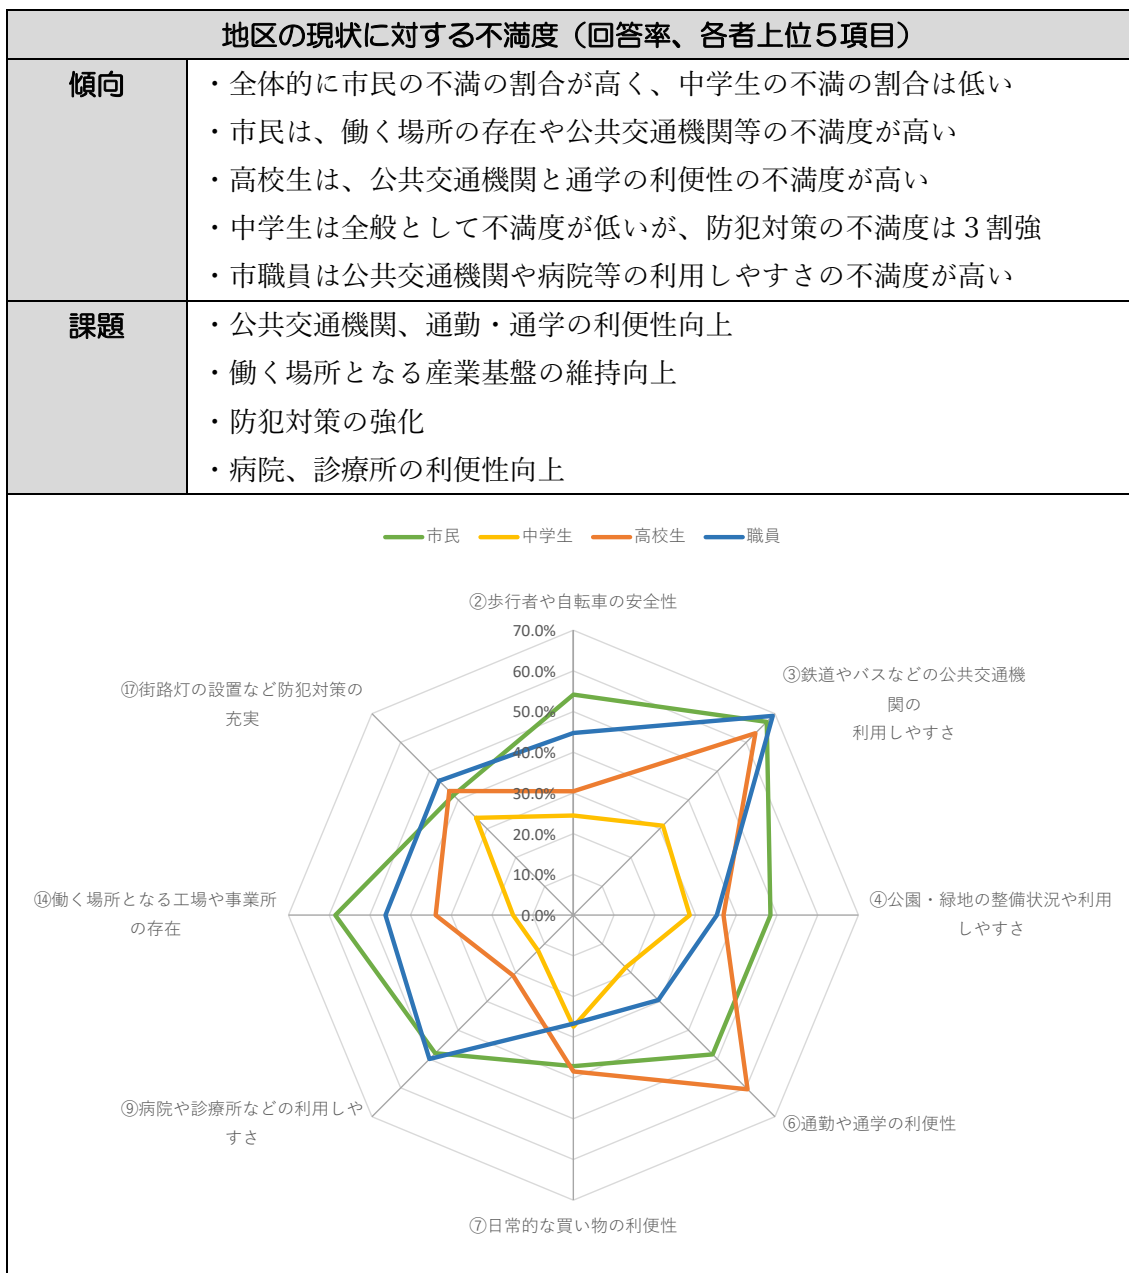 地区の現状に対する不満度(回答率、各者上位5項目)
傾向
・全体的に市民の不満の割合が高く、中学生の不満の割合は低い
・市民は、働く場所の存在や公共交通機関等の不満度が高い
・高校生は、公共交通機関と通学の利便性の不満度が高い
・中学生は全般として不満度が低いが、防犯対策の不満度は3割強
・市職員は公共交通機関や病院等の利用しやすさの不満度が高い
課題
・公共交通機関、通勤・通学の利便性向上
・働く場所となる産業基盤の維持向上
・防犯対策の強化
・病院、診療所の利便性向上
市民 中学生 高校生 職員
②歩行者や自転車の安全性
③鉄道やバスなどの公共交通機
関の
利用しやすさ
④公園・緑地の整備状況や利用
しやすさ
⑥通勤や通学の利便性
⑦日常的な買い物の利便性
⑨病院や診療所などの利用しや
すさ
⑭働く場所となる工場や事業所
の存在
⑰街路灯の設置など防犯対策の
充実
70.0%
60.0%
50.0%
40.0%
30.0%
20.0%
10.0%
0.0%